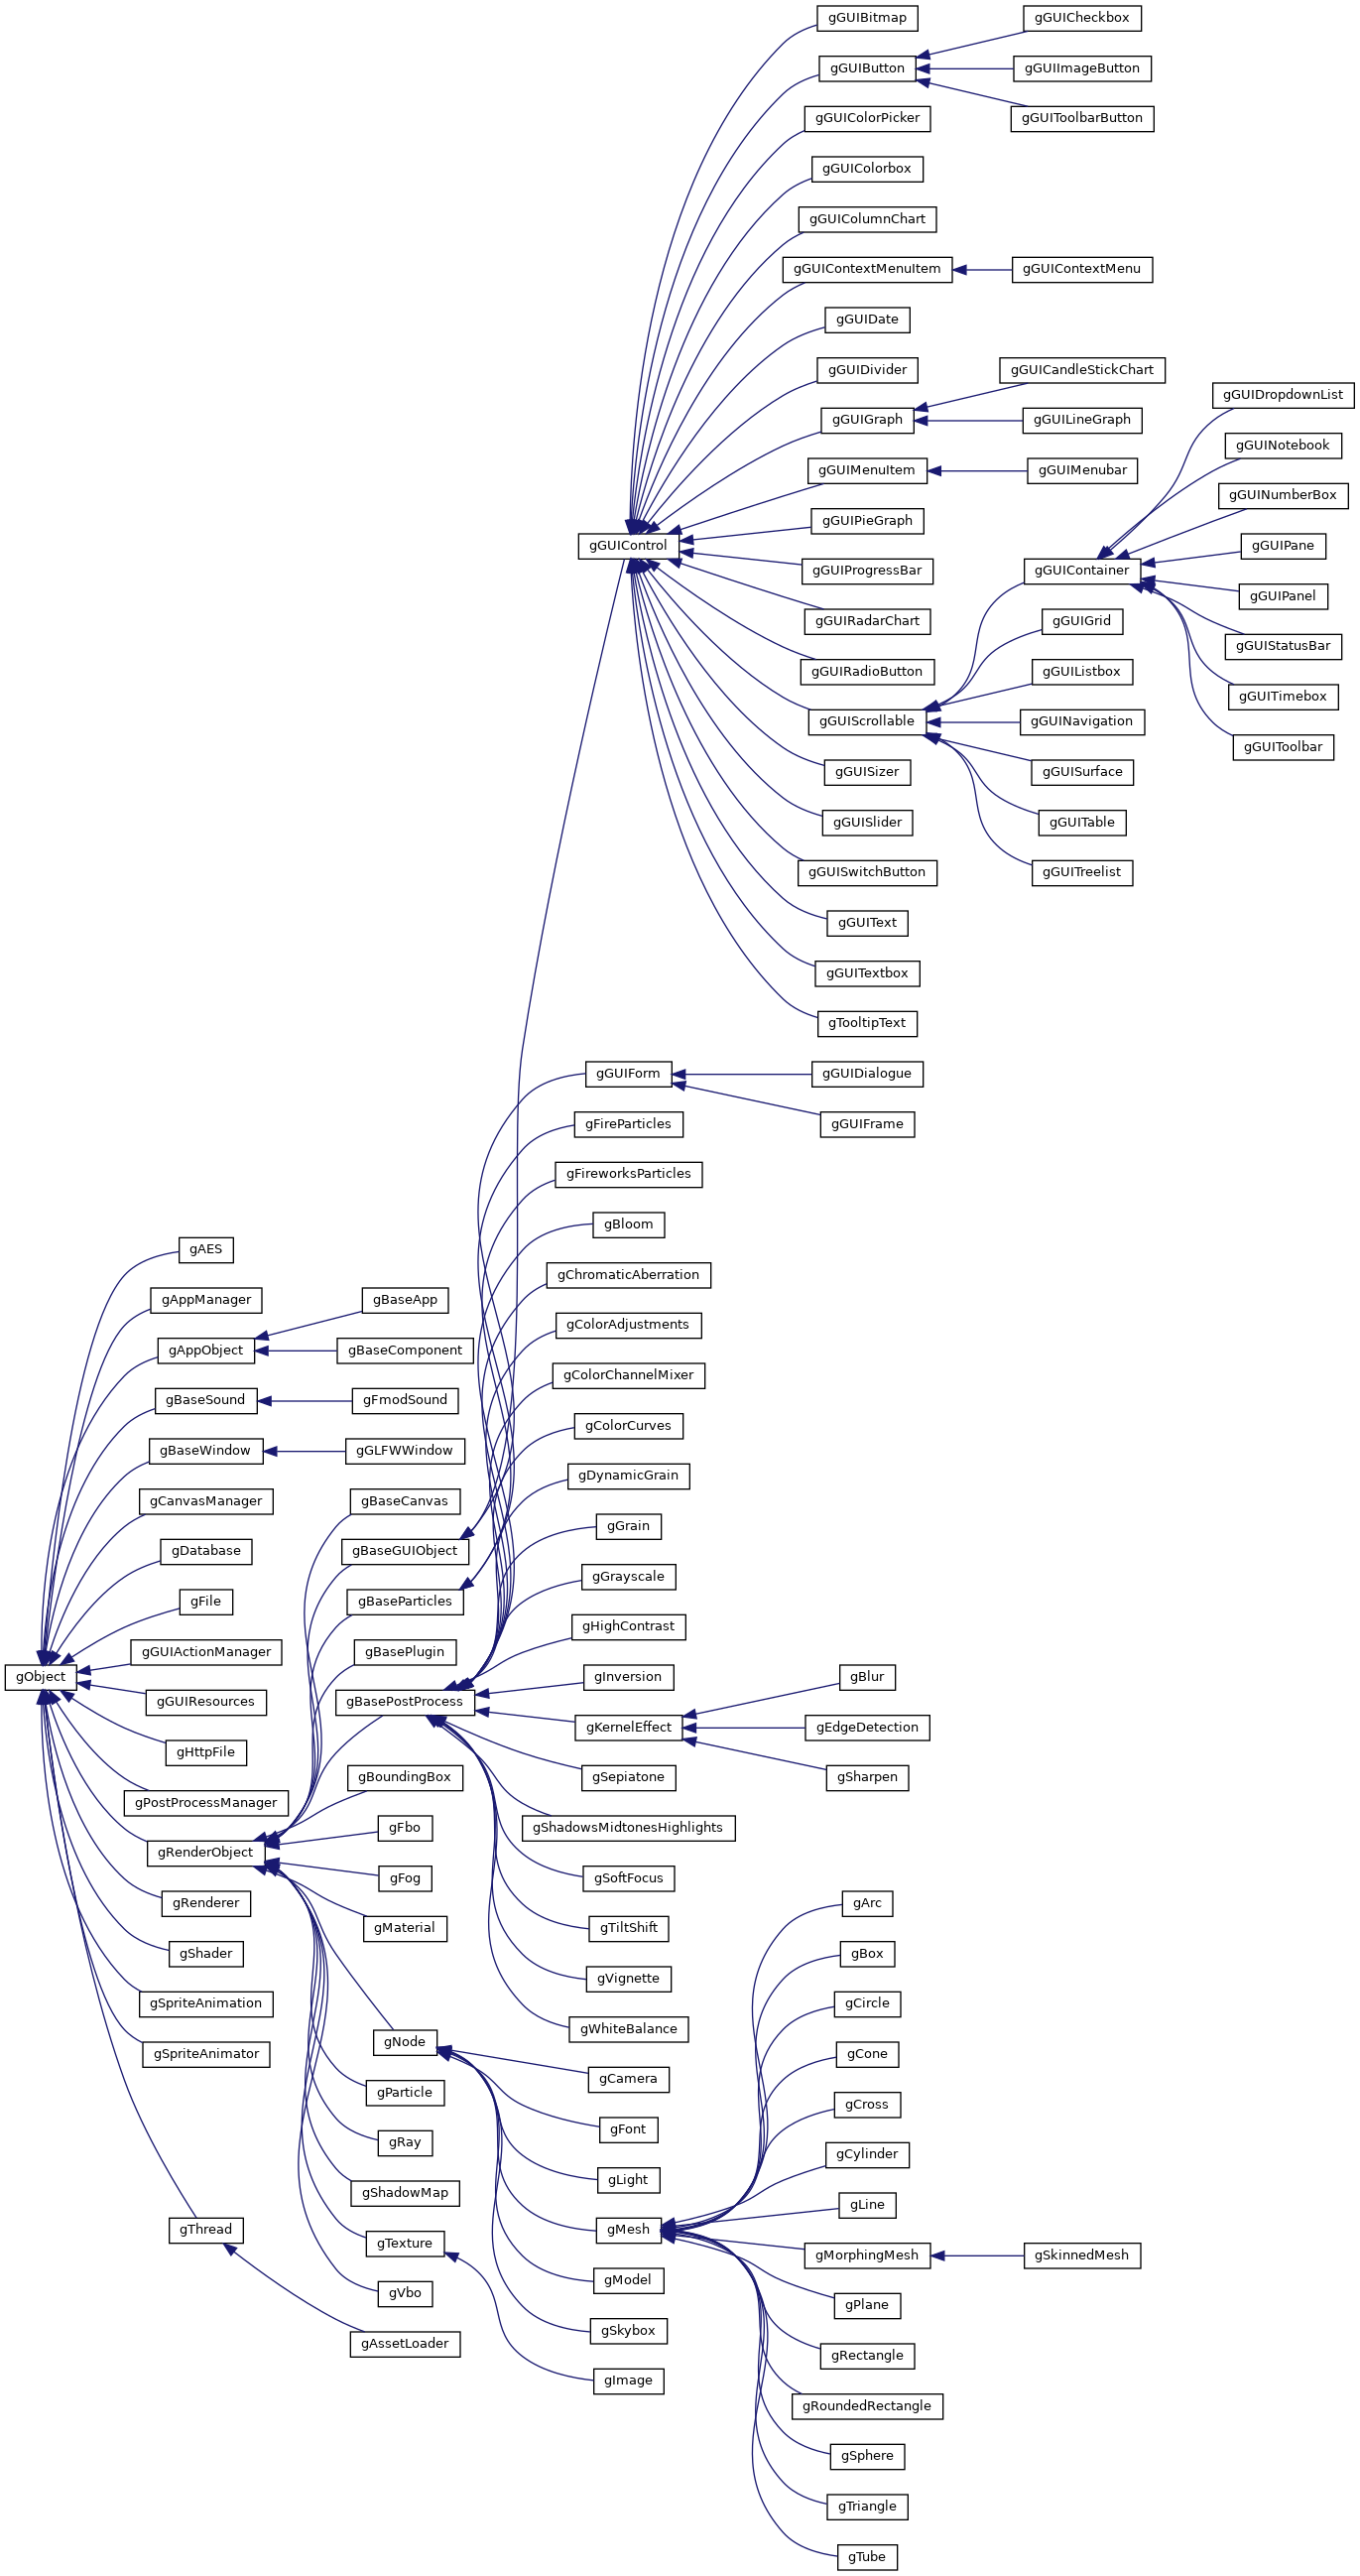 gGUIBitmap
gGUICheckbox
gGUIButton
gGUIImageButton
gGUIColorPicker
gGUIToolbarButton
gGUIColorbox
gGUIColumnChart
gGUIContextMenuItem
gGUIContextMenu
gGUIDate
gGUIDivider
gGUICandleStickChart
gGUIDropdownList
gGUIGraph
gGUILineGraph
gGUINotebook
gGUIMenuItem
gGUIMenubar
gGUINumberBox
gGUIPieGraph
gGUIControl
gGUIPane
gGUIProgressBar
gGUIContainer
gGUIPanel
gGUIRadarChart
gGUIGrid
gGUIStatusBar
gGUIRadioButton
gGUIListbox
gGUITimebox
gGUIScrollable
gGUINavigation
gGUIToolbar
gGUISizer
gGUISurface
gGUISlider
gGUITable
gGUISwitchButton
gGUITreelist
gGUIText
gGUITextbox
gTooltipText
gGUIForm
gGUIDialogue
gFireParticles
gGUIFrame
gFireworksParticles
gBloom
gAES
gChromaticAberration
gAppManager
gBaseApp
gColorAdjustments
gAppObject
gBaseComponent
gColorChannelMixer
gBaseSound
gFmodSound
gColorCurves
gBaseWindow
gGLFWWindow
gDynamicGrain
gCanvasManager
gBaseCanvas
gGrain
gDatabase
gBaseGUIObject
gGrayscale
gFile
gBaseParticles
gHighContrast
gGUIActionManager
gBasePlugin
gObject
gInversion
gBlur
gGUIResources
gBasePostProcess
gKernelEffect
gEdgeDetection
gHttpFile
gBoundingBox
gSepiatone
gSharpen
gPostProcessManager
gFbo
gShadowsMidtonesHighlights
gRenderObject
gFog
gSoftFocus
gRenderer
gMaterial
gTiltShift
gArc
gShader
gVignette
gBox
gSpriteAnimation
gWhiteBalance
gCircle
gSpriteAnimator
gNode
gCamera
gCone
gParticle
gFont
gCross
gRay
gLight
gCylinder
gShadowMap
gLine
gThread
gTexture
gMesh
gMorphingMesh
gSkinnedMesh
gVbo
gModel
gPlane
gAssetLoader
gSkybox
gRectangle
gImage
gRoundedRectangle
gSphere
gTriangle
gTube